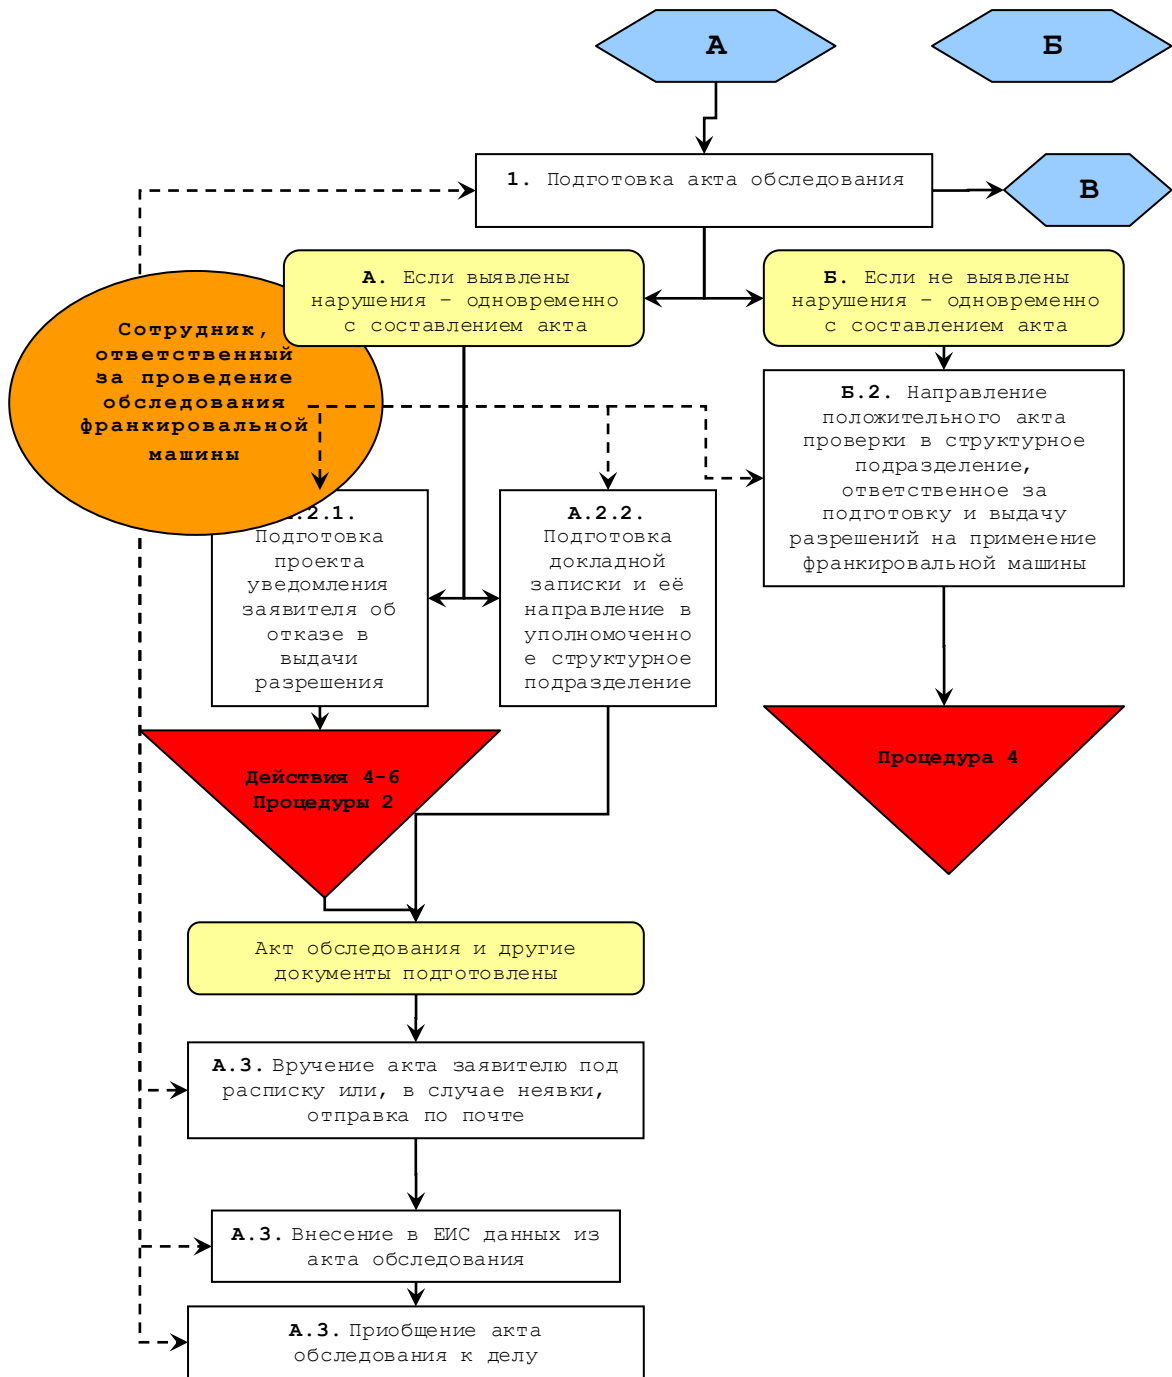 А
Б
1. Подготовка акта обследования
В
А. Если выявлены
нарушения – одновременно
с составлением акта
Б. Если не выявлены
нарушения – одновременно
с составлением акта
Сотрудник,
ответственный
за проведение
обследования
франкировальной
машины
Б.2. Направление
положительного акта
проверки в структурное
подразделение,
ответственное за
подготовку и выдачу
разрешений на применение
франкировальной машины
.2.1.
Подготовка
проекта
уведомления
заявителя об
отказе в
выдачи
разрешения
А.2.2.
Подготовка
докладной
записки и её
направление в
уполномоченно
е структурное
подразделение
Действия 4-6
Процедуры 2
Процедура 4
Акт обследования и другие
документы подготовлены
А.3. Вручение акта заявителю под
расписку или, в случае неявки,
отправка по почте
А.3. Внесение в ЕИС данных из
акта обследования
А.3. Приобщение акта
обследования к делу